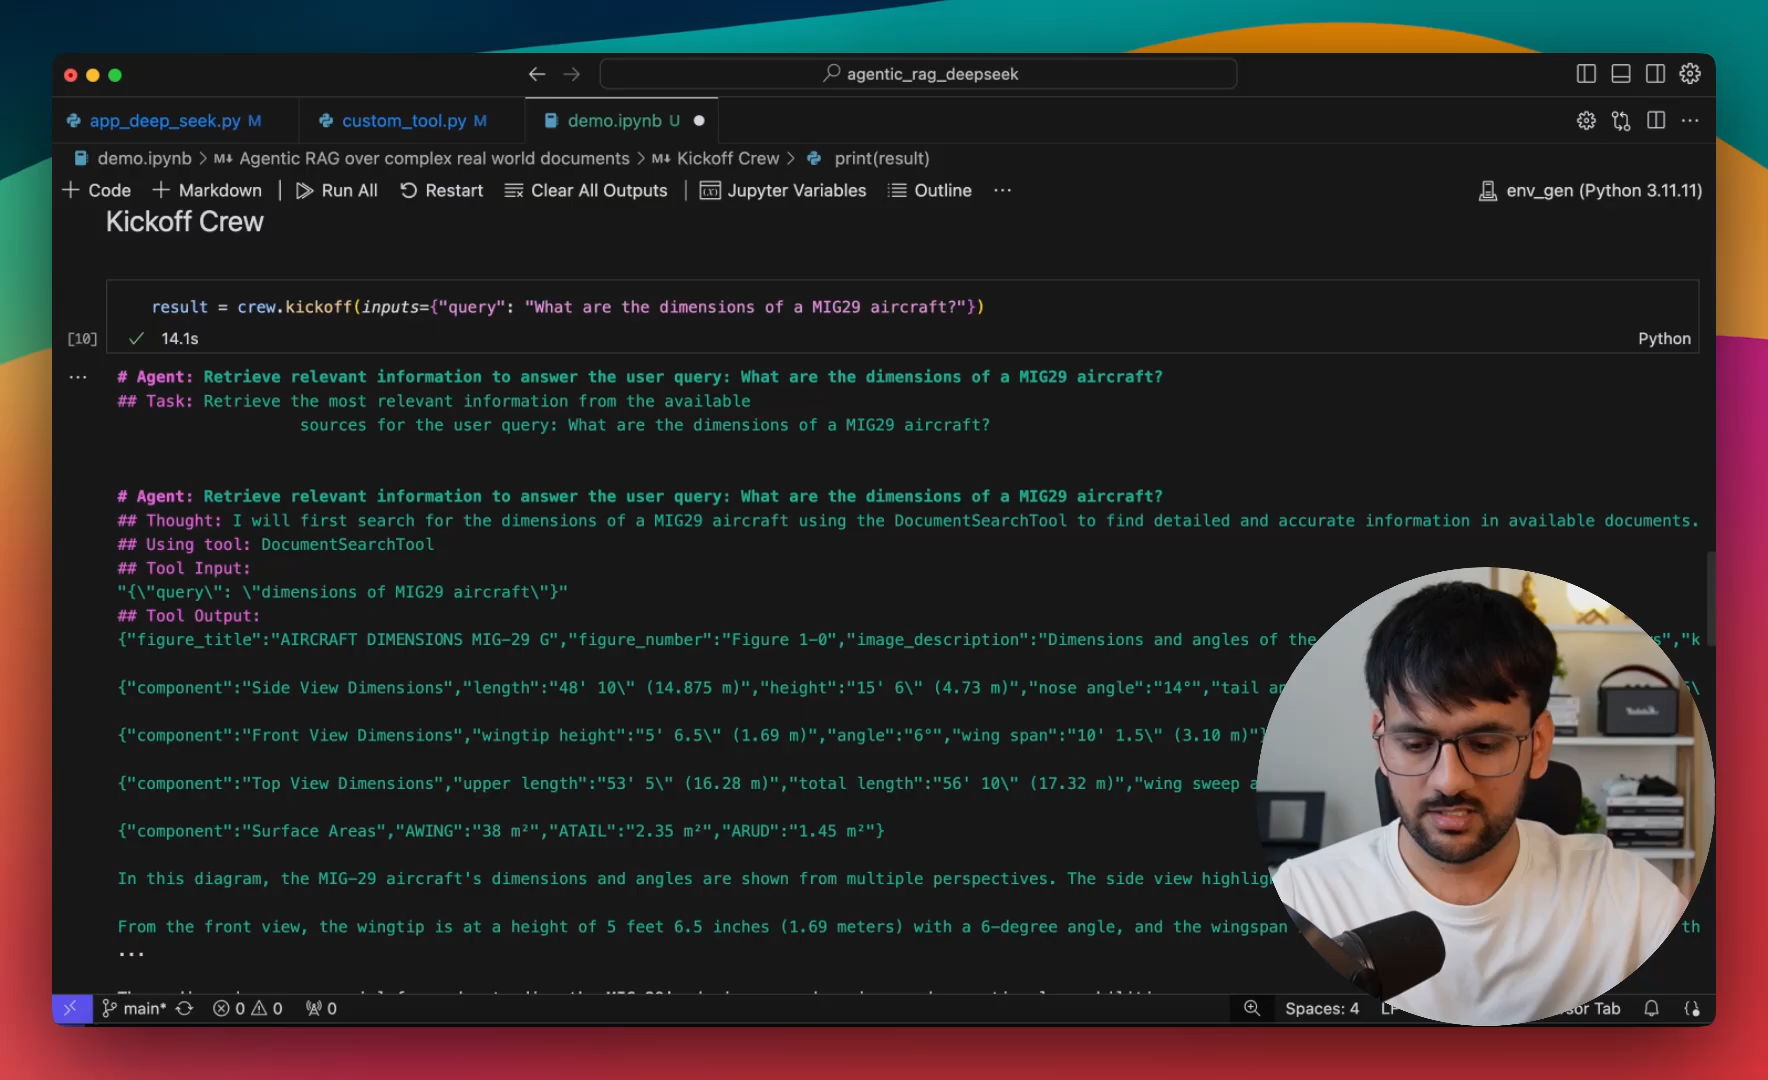 agentic_rag_deepseek
app_deep_seek.py M
custom_tool.py M
demo.ipynb U
demo.ipynb > M↓ Agentic RAG over complex real world documents > M↓ Kickoff Crew > print(result)
+ Code + Markdown | Run All Restart Clear All Outputs | Jupyter Variables Outline ...
env_gen (Python 3.11.11)
Kickoff Crew
result = crew.kickoff(inputs={"query": "What are the dimensions of a MIG29 aircraft?"})
[10] ✓ 14.1s
Python
...
# Agent: Retrieve relevant information to answer the user query: What are the dimensions of a MIG29 aircraft?
## Task: Retrieve the most relevant information from the available
sources for the user query: What are the dimensions of a MIG29 aircraft?
# Agent: Retrieve relevant information to answer the user query: What are the dimensions of a MIG29 aircraft?
## Thought: I will first search for the dimensions of a MIG29 aircraft using the DocumentSearchTool to find detailed and accurate information in available documents.
## Using tool: DocumentSearchTool
## Tool Input:
"{\"query\": \"dimensions of MIG29 aircraft\"}"
## Tool Output:
{"figure_title":"AIRCRAFT DIMENSIONS MIG-29 G","figure_number":"Figure 1-0","image_description":"Dimensions and angles of the
{"component":"Side View Dimensions","length":"48' 10\" (14.875 m)","height":"15' 6\" (4.73 m)","nose angle":"14°","tail
{"component":"Front View Dimensions","wingtip height":"5' 6.5\" (1.69 m)","angle":"6°","wing span":"10' 1.5\" (3.10 m)"}
{"component":"Top View Dimensions","upper length":"53' 5\" (16.28 m)","total length":"56' 10\" (17.32 m)","wing sweep
{"component":"Surface Areas","AWING":"38 m²","ATAIL":"2.35 m²","ARUD":"1.45 m²"}
In this diagram, the MIG-29 aircraft's dimensions and angles are shown from multiple perspectives. The side view
From the front view, the wingtip is at a height of 5 feet 6.5 inches (1.69 meters) with a 6-degree angle, and the wingspan
...
main* 0 0 0
Spaces: 4
Tab